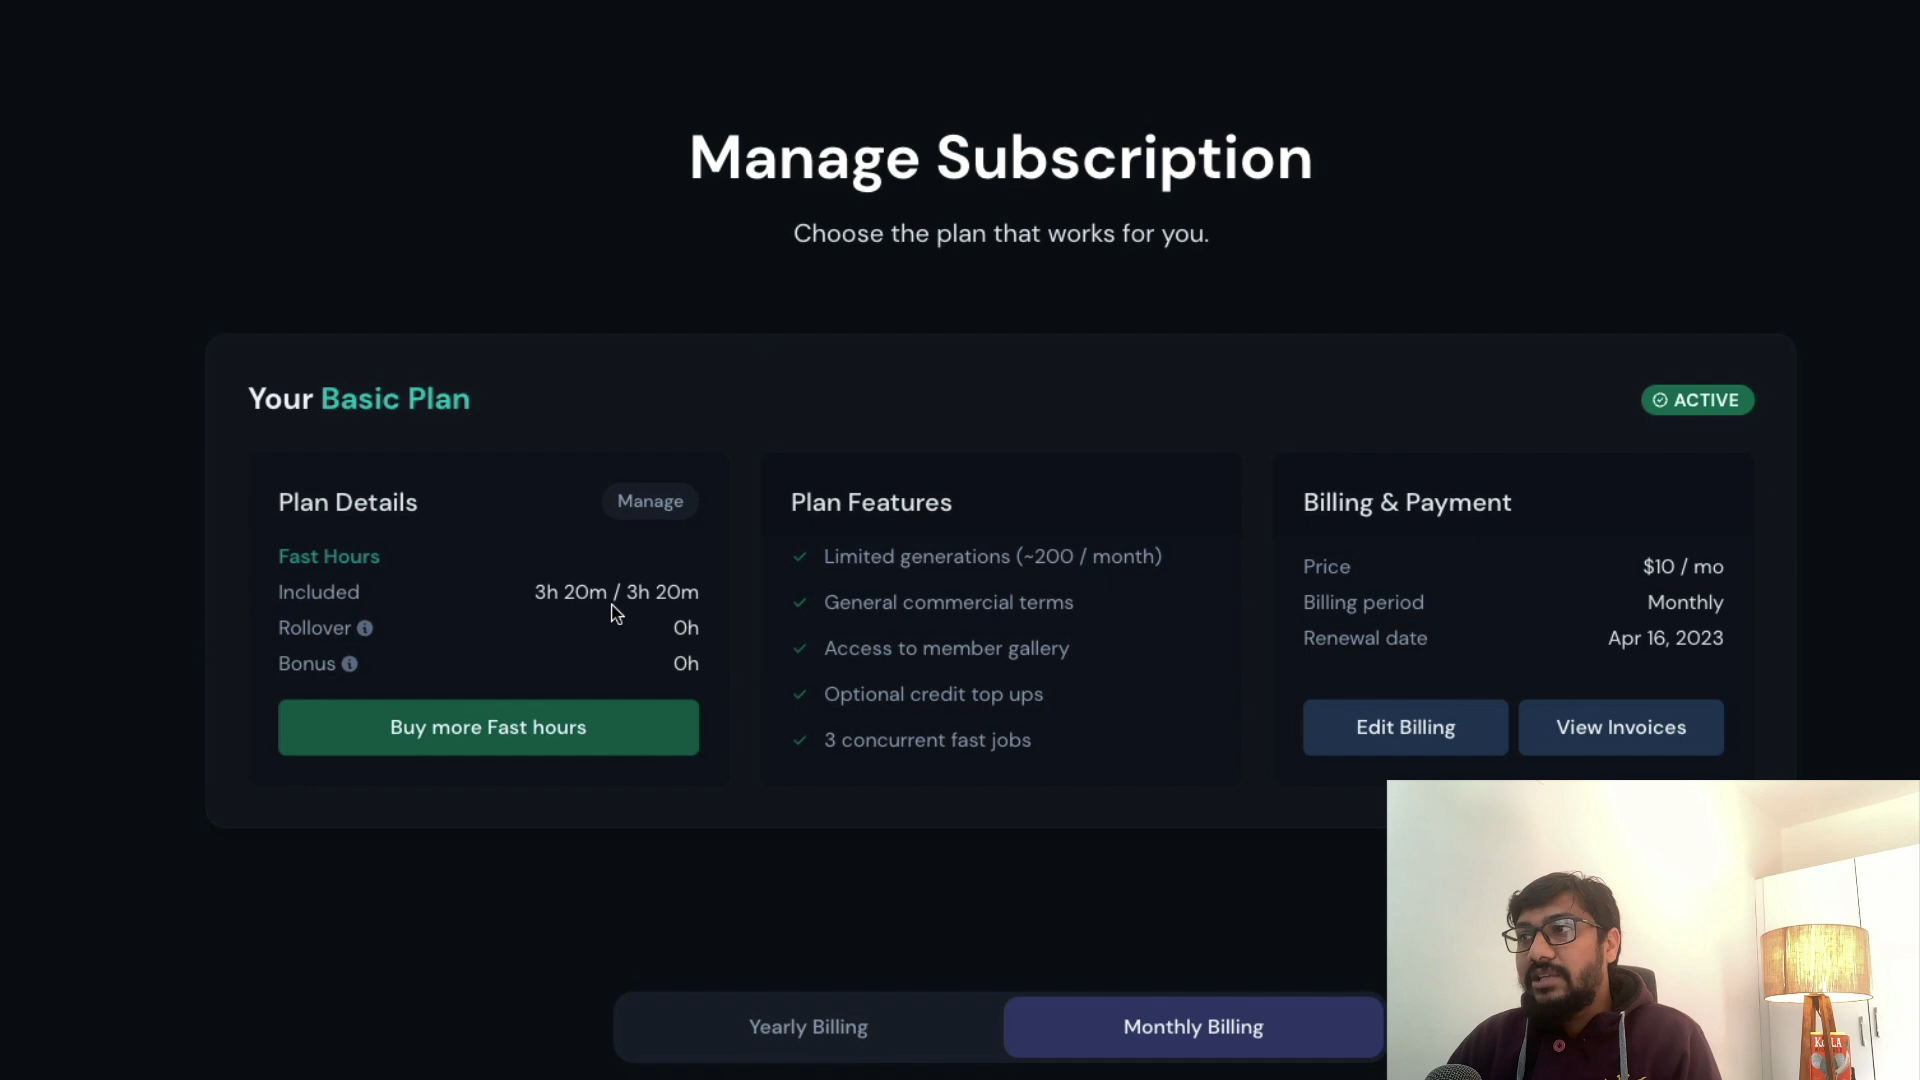 Manage Subscription
Choose the plan that works for you.
Your Basic Plan
ACTIVE
Plan Details
Manage
Fast Hours
Included 3h 20m / 3h 20m
Rollover 0h
Bonus 0h
Buy more Fast hours
Plan Features
Limited generations (~200 / month)
General commercial terms
Access to member gallery
Optional credit top ups
3 concurrent fast jobs
Billing & Payment
Price $10 / mo
Billing period Monthly
Renewal date Apr 16, 2023
Edit Billing
View Invoices
Yearly Billing
Monthly Billing